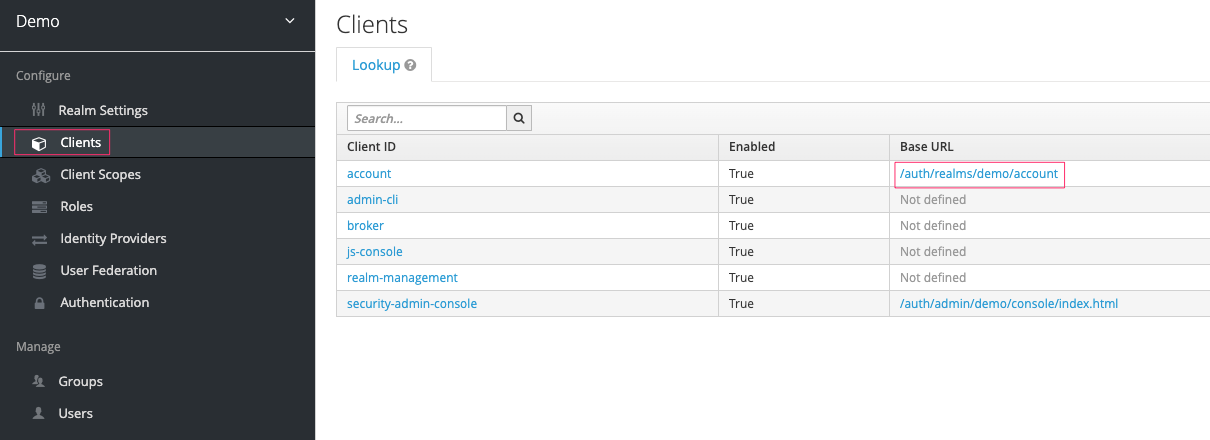 Demo
Configure
Realm Settings
Clients
Client Scopes
Roles
Identity Providers
User Federation
Authentication
Manage
Groups
Users
Clients
Lookup
Search...
Client ID Enabled Base URL
account True /auth/realms/demo/account
admin-cli True Not defined
broker True Not defined
js-console True Not defined
realm-management True Not defined
security-admin-console True /auth/admin/demo/console/index.html